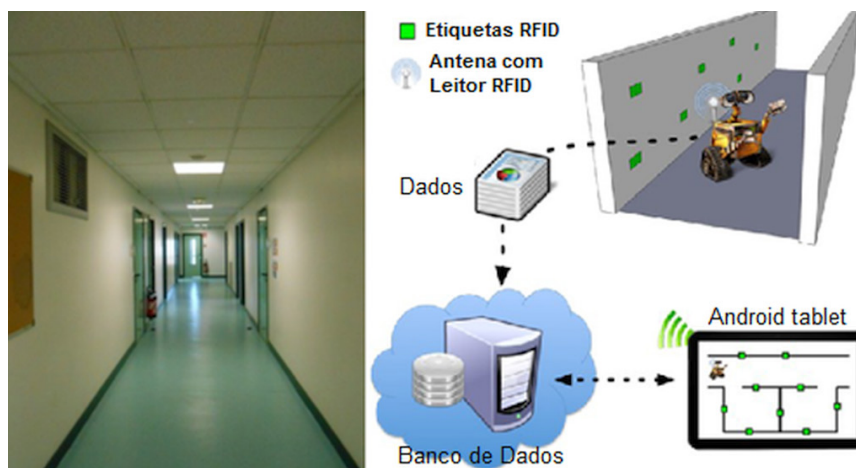 Etiquetas RFID
Antena com
Leitor RFID
Dados
Android tablet
Banco de Dados